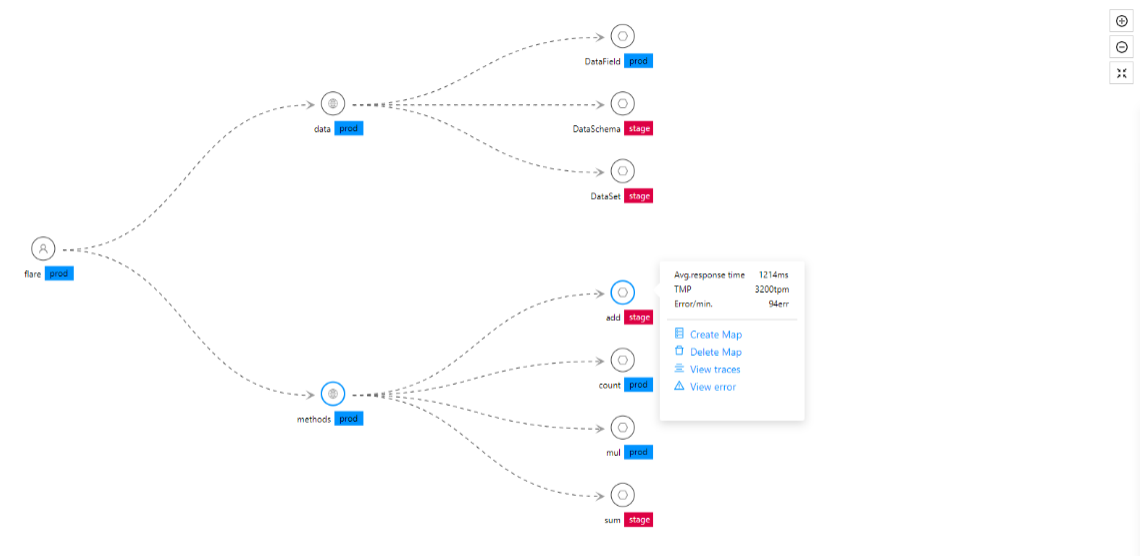 DataField prod
data prod
DataSchema stage
DataSet stage
flare prod
Avg.response time 1214ms
TMP 3200tpm
Error/min. 94err
Create Map
Delete Map
View traces
View error
add stage
count prod
methods prod
mul prod
sum stage